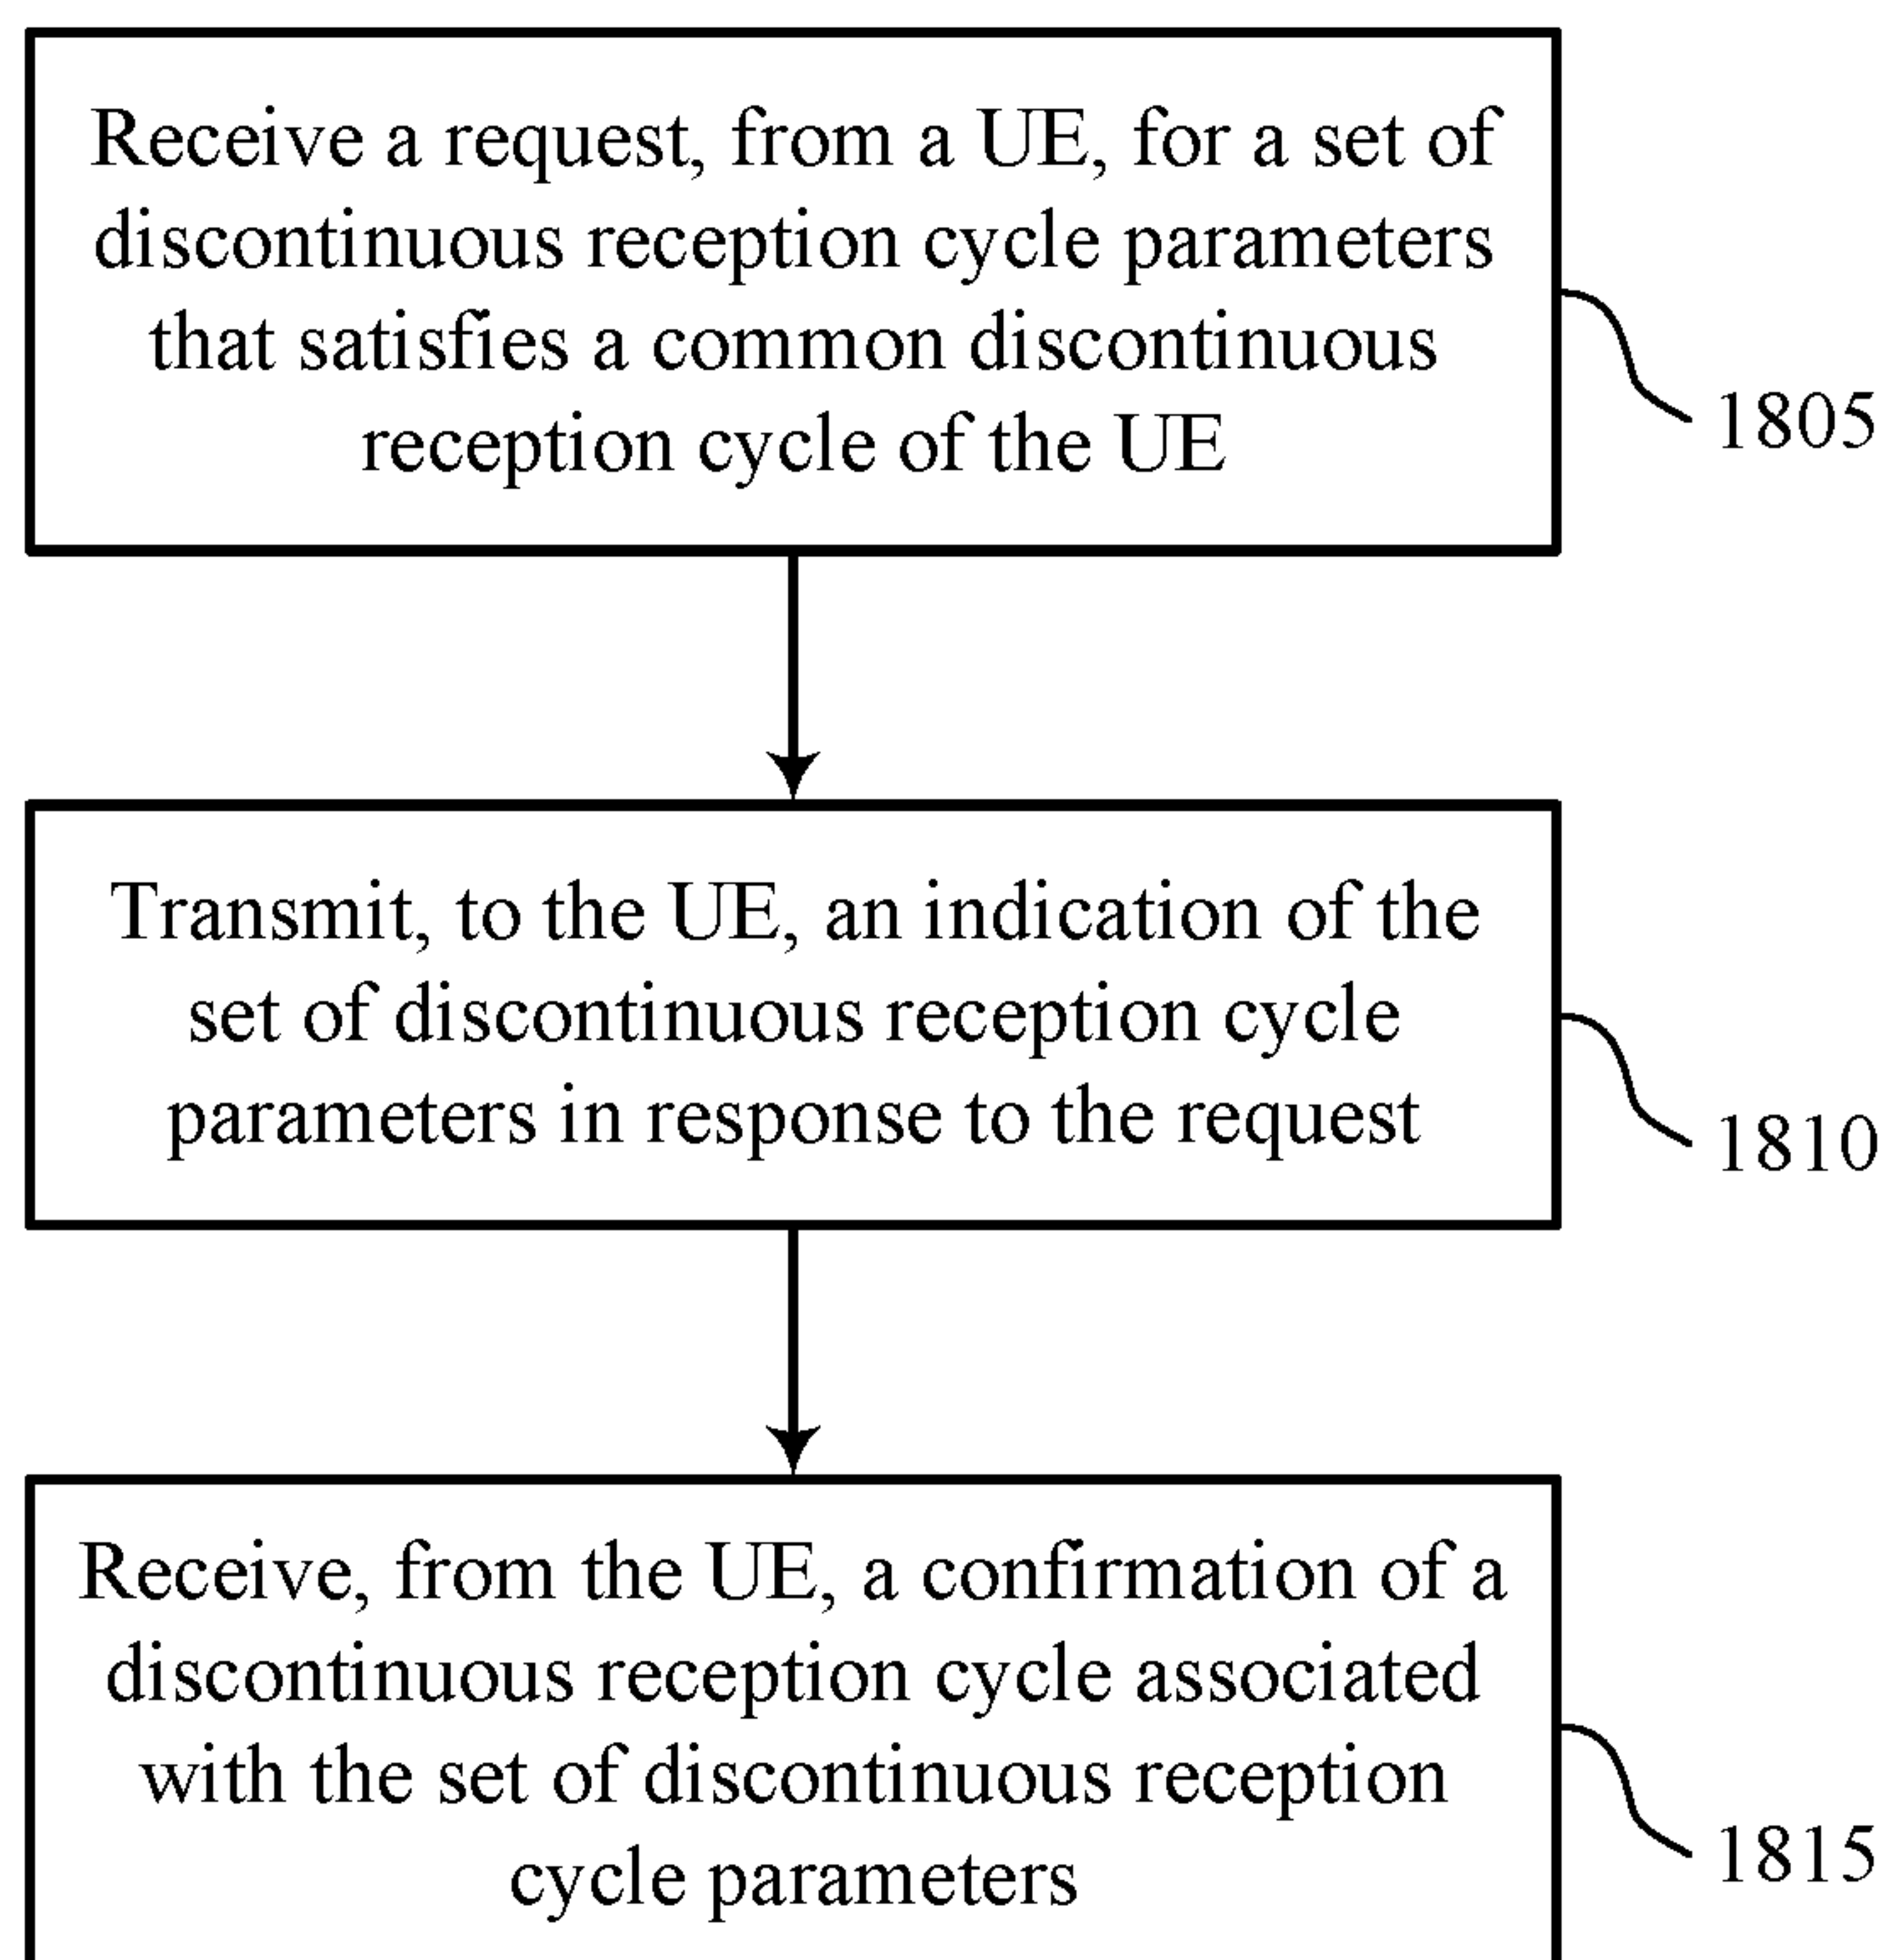 Receive a request, from a UE, for a set of
discontinuous reception cycle parameters
that satisfies a common discontinuous
reception cycle of the UE
1805
Transmit, to the UE, an indication of the
set of discontinuous reception cycle
parameters in response to the request
1810
Receive, from the UE, a confirmation of a
discontinuous reception cycle associated
with the set of discontinuous reception
cycle parameters
1815